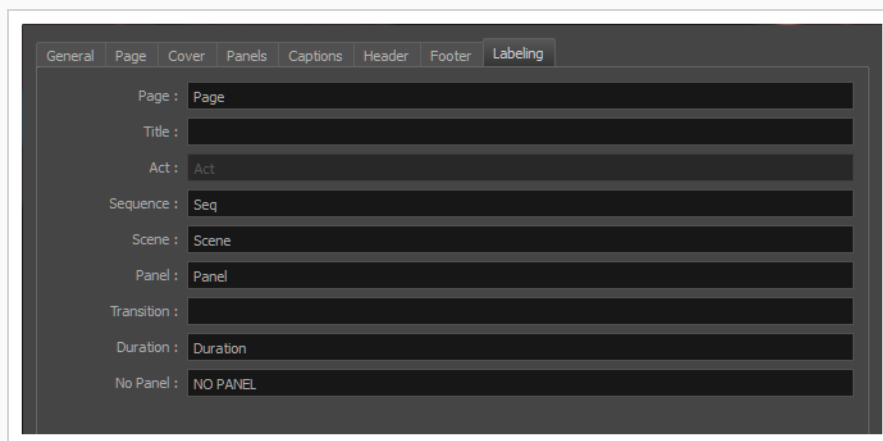 General Page Cover Panels Captions Header Footer Labeling
Page : Page
Title :
Act : Act
Sequence : Seq
Scene : Scene
Panel : Panel
Transition :
Duration : Duration
No Panel : NO PANEL